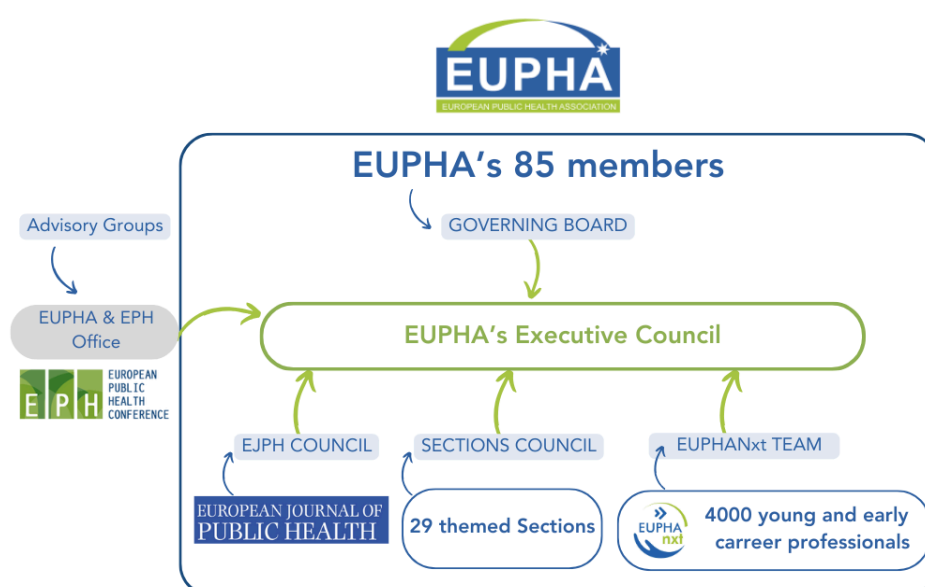 EUPHA
EUROPEAN PUBLIC HEALTH ASSOCIATION
EUPHA's 85 members
Advisory Groups
GOVERNING BOARD
EUPHA & EPH
Office
EUPHA's Executive Council
EPH
EUROPEAN
PUBLIC
HEALTH
CONFERENCE
EJPH COUNCIL
SECTIONS COUNCIL
EUPHANxt TEAM
EUROPEAN JOURNAL OF
PUBLIC HEALTH
29 themed Sections
EUPHA
nxt
4000 young and early
carreer professionals